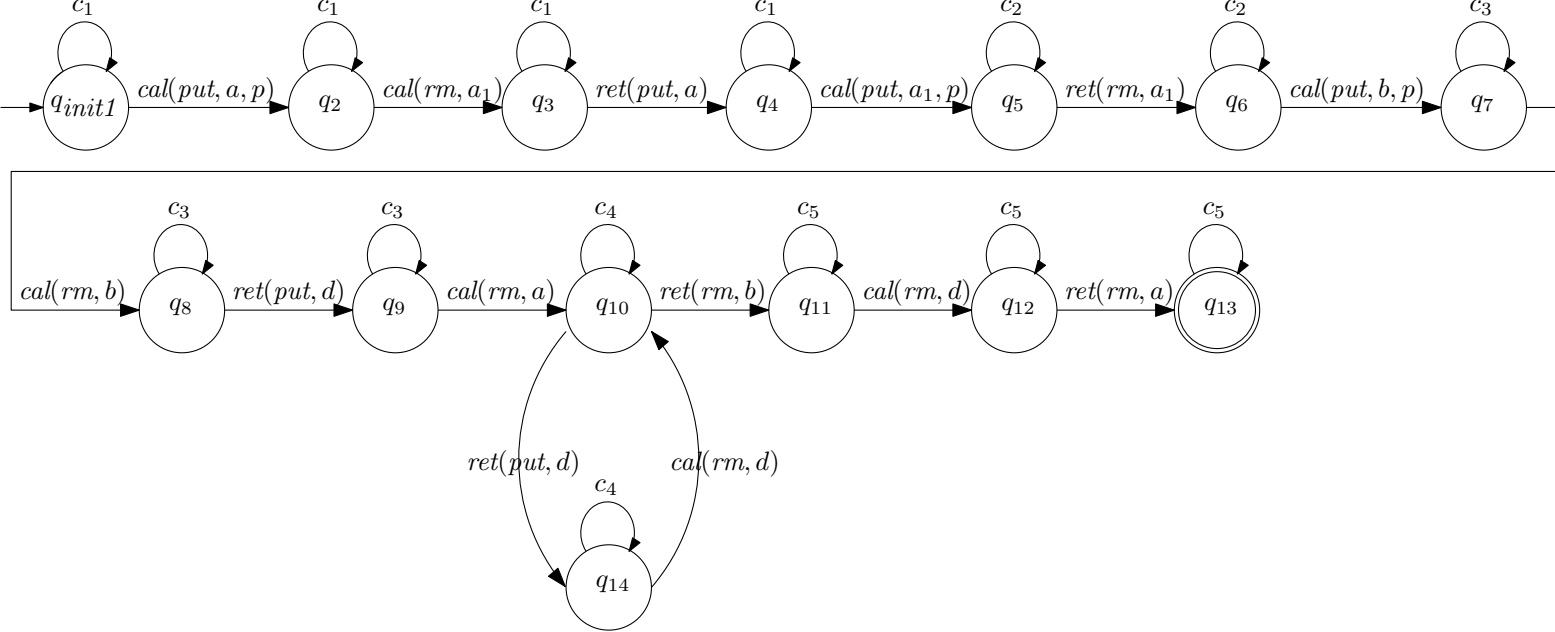 c1 c1 c1 c1 c2 c2 c3
cal(put, a, p) cal(rm, a1) ret(put, a) cal(put, a1, p) ret(rm, a1) cal(put, b, p)
qinit1 q2 q3 q4 q5 q6 q7
c3 c3 c4 c5 c5 c5
cal(rm, b) ret(put, d) cal(rm, a) ret(rm, b) cal(rm, d) ret(rm, a)
q8 q9 q10 q11 q12 q13
ret(put, d) cal(rm, d)
c4
q14